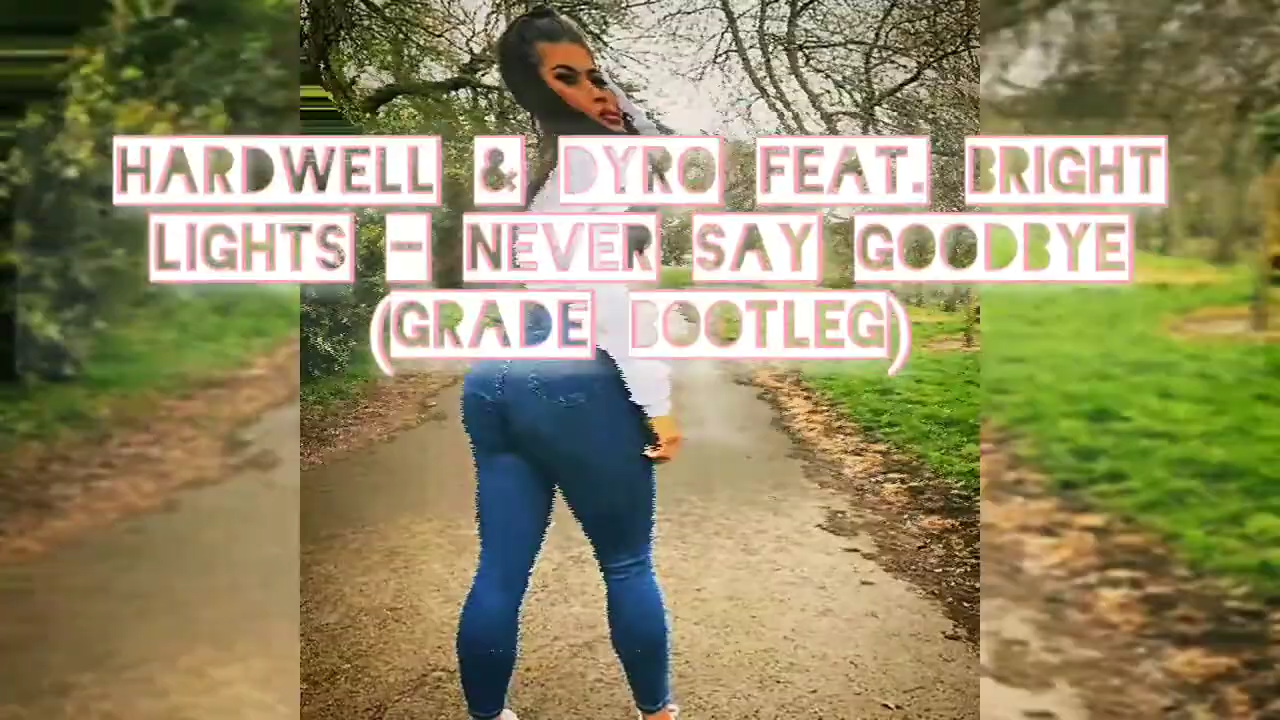 HARDWELL & DYRO FEAT. BRIGHT
LIGHTS - NEVER SAY GOODBYE
(GRADE BOOTLEG)